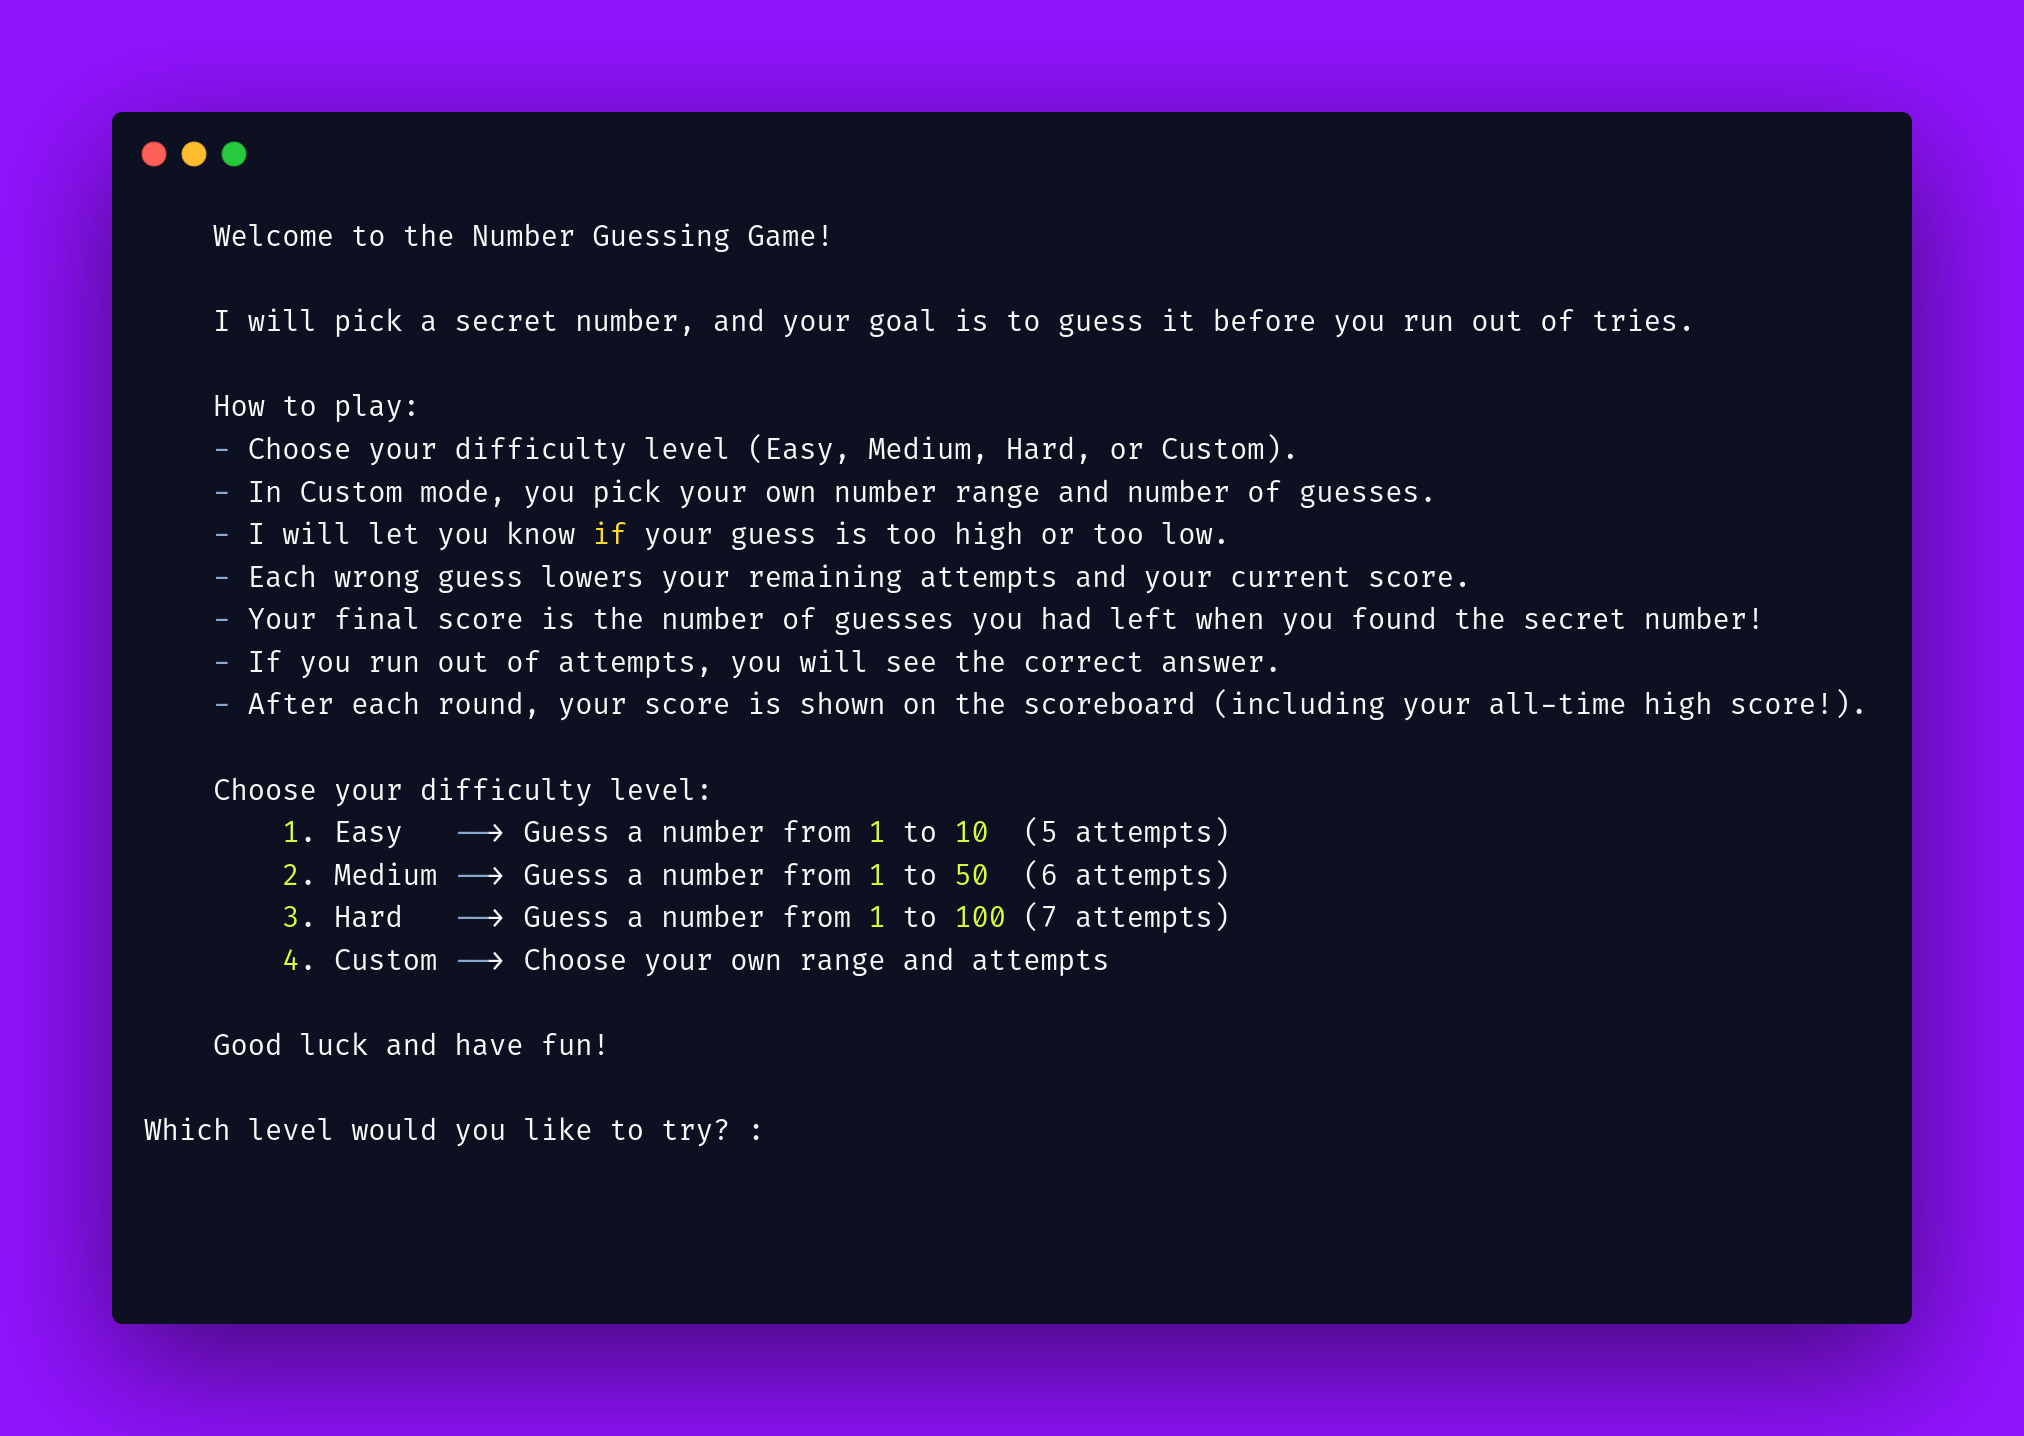 Welcome to the Number Guessing Game!
I will pick a secret number, and your goal is to guess it before you run out of tries.
How to play:
- Choose your difficulty level (Easy, Medium, Hard, or Custom).
- In Custom mode, you pick your own number range and number of guesses.
- I will let you know if your guess is too high or too low.
- Each wrong guess lowers your remaining attempts and your current score.
- Your final score is the number of guesses you had left when you found the secret number!
- If you run out of attempts, you will see the correct answer.
- After each round, your score is shown on the scoreboard (including your all-time high score!).
Choose your difficulty level:
1. Easy   --> Guess a number from 1 to 10  (5 attempts)
2. Medium --> Guess a number from 1 to 50  (6 attempts)
3. Hard   --> Guess a number from 1 to 100 (7 attempts)
4. Custom --> Choose your own range and attempts
Good luck and have fun!
Which level would you like to try? :